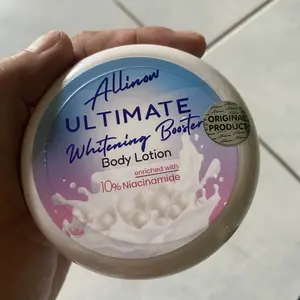 Allinow
ULTIMATE
Whitening Booster
Body Lotion
enriched with
10% Niacinamide
ORIGINAL
PRODUCT